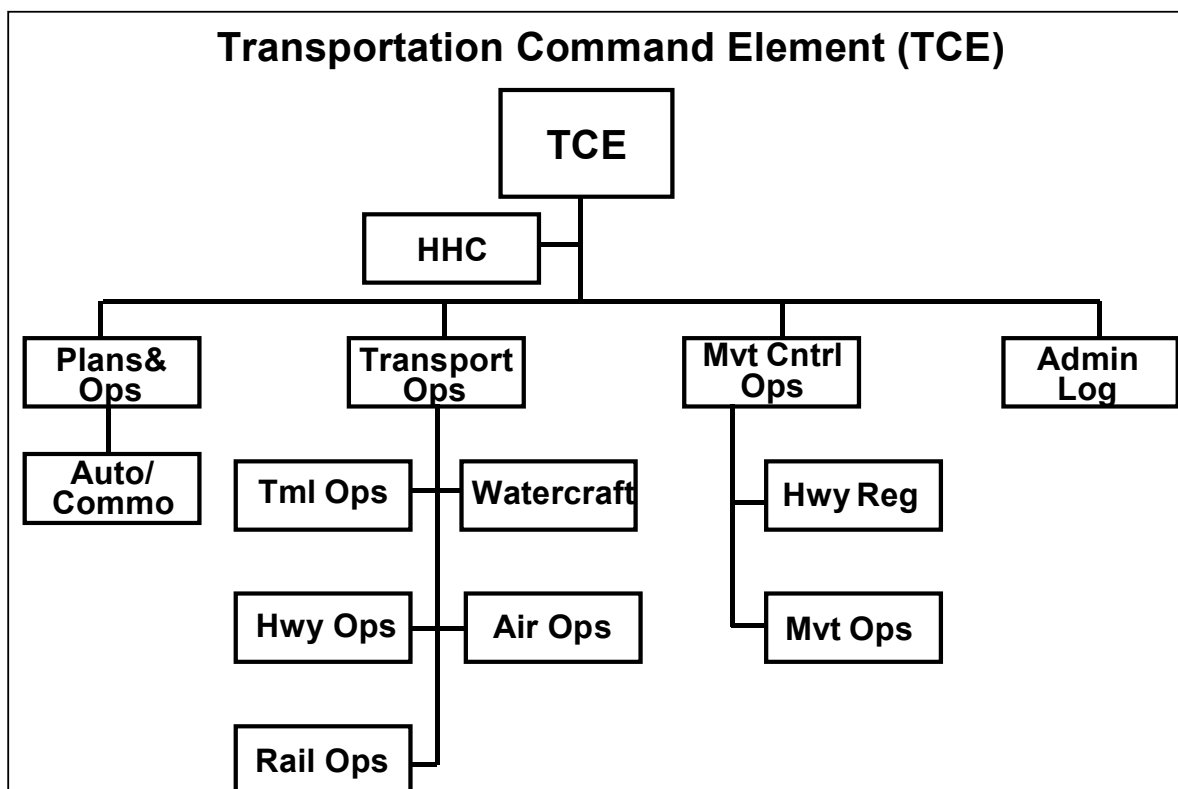 Transportation Command Element (TCE)
TCE
HHC
Plans&
Ops
Transport
Ops
Mvt Cntrl
Ops
Admin
Log
Auto/
Commo
Tml Ops
Watercraft
Hwy Reg
Hwy Ops
Air Ops
Mvt Ops
Rail Ops